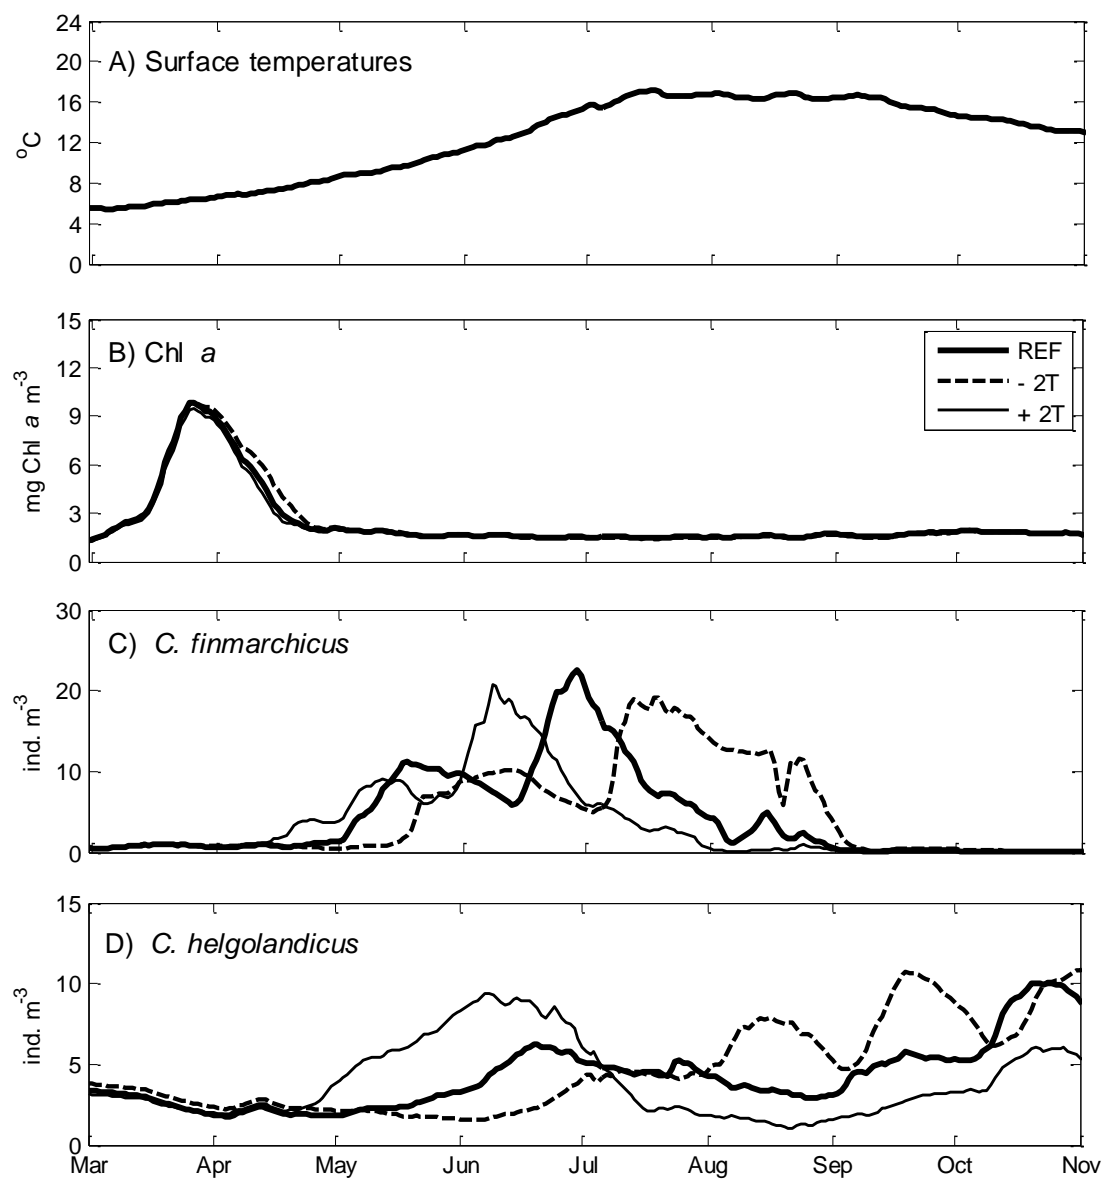 24
20
16
12
8
4
0
°C
A) Surface temperatures
15
12
9
6
3
0
mg Chl a m-3
B) Chl a
REF
- 2T
+ 2T
30
20
10
0
ind. m-3
C) C. finmarchicus
15
10
5
0
ind. m-3
D) C. helgolandicus
Mar Apr May Jun Jul Aug Sep Oct Nov